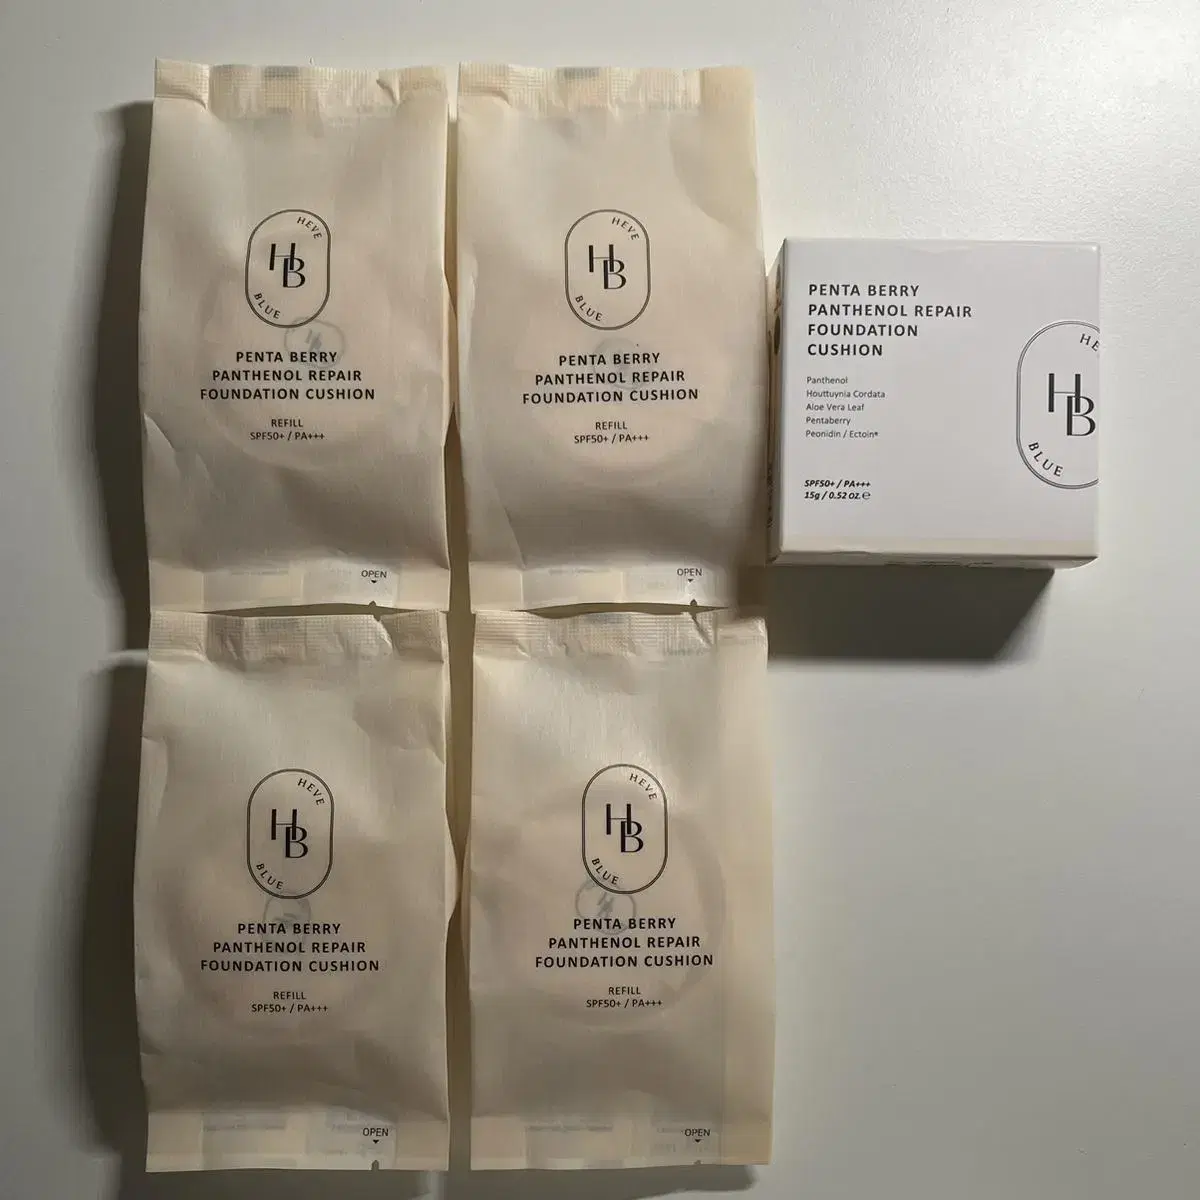 HEVE
HB
BLUE
PENTA BERRY
PANTHENOL REPAIR
FOUNDATION CUSHION
REFILL
SPF50+ / PA+++
OPEN
HEVE
HB
BLUE
PENTA BERRY
PANTHENOL REPAIR
FOUNDATION CUSHION
REFILL
SPF50+ / PA+++
OPEN
PENTA BERRY
PANTHENOL REPAIR
FOUNDATION
CUSHION
Panthenol
Houttuynia Cordata
Aloe Vera Leaf
Pentaberry
Peonidin / Ectoin*
SPF50+ / PA+++
15g / 0.52 oz. ℮
HE
HB
BLUE
HEVE
HB
BLUE
PENTA BERRY
PANTHENOL REPAIR
FOUNDATION CUSHION
REFILL
SPF50+ / PA+++
OPEN
HEVE
HB
BLUE
PENTA BERRY
PANTHENOL REPAIR
FOUNDATION CUSHION
REFILL
SPF50+ / PA+++
OPEN